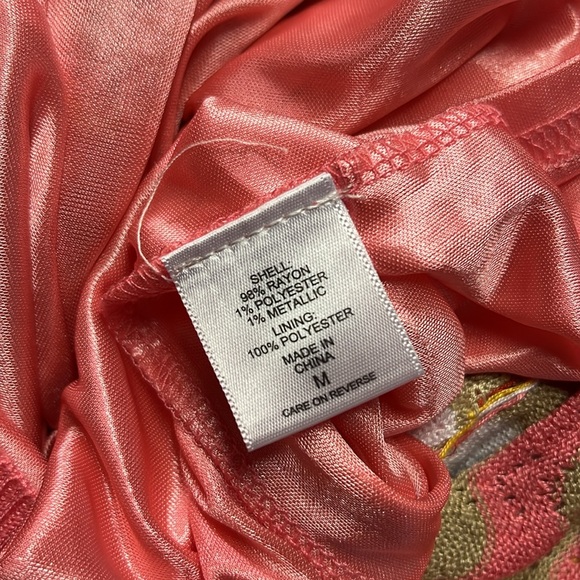 SHELL:
98% RAYON
1% POLYESTER
1% METALLIC
LINING:
100% POLYESTER
MADE IN
CHINA
M
CARE ON REVERSE